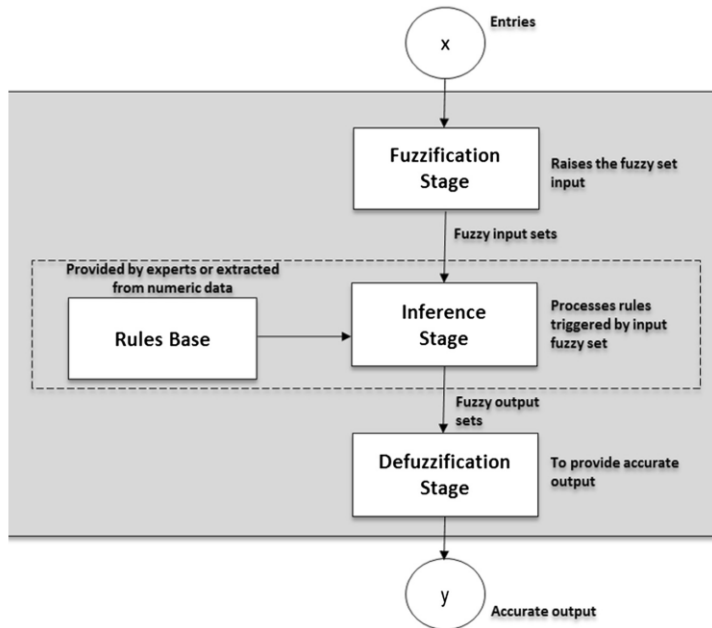 Entries
x
Fuzzification
Stage
Raises the fuzzy set
input
Fuzzy input sets
Provided by experts or extracted
from numeric data
Rules Base
Inference
Stage
Processes rules
triggered by input
fuzzy set
Fuzzy output
sets
Defuzzification
Stage
To provide accurate
output
y
Accurate output